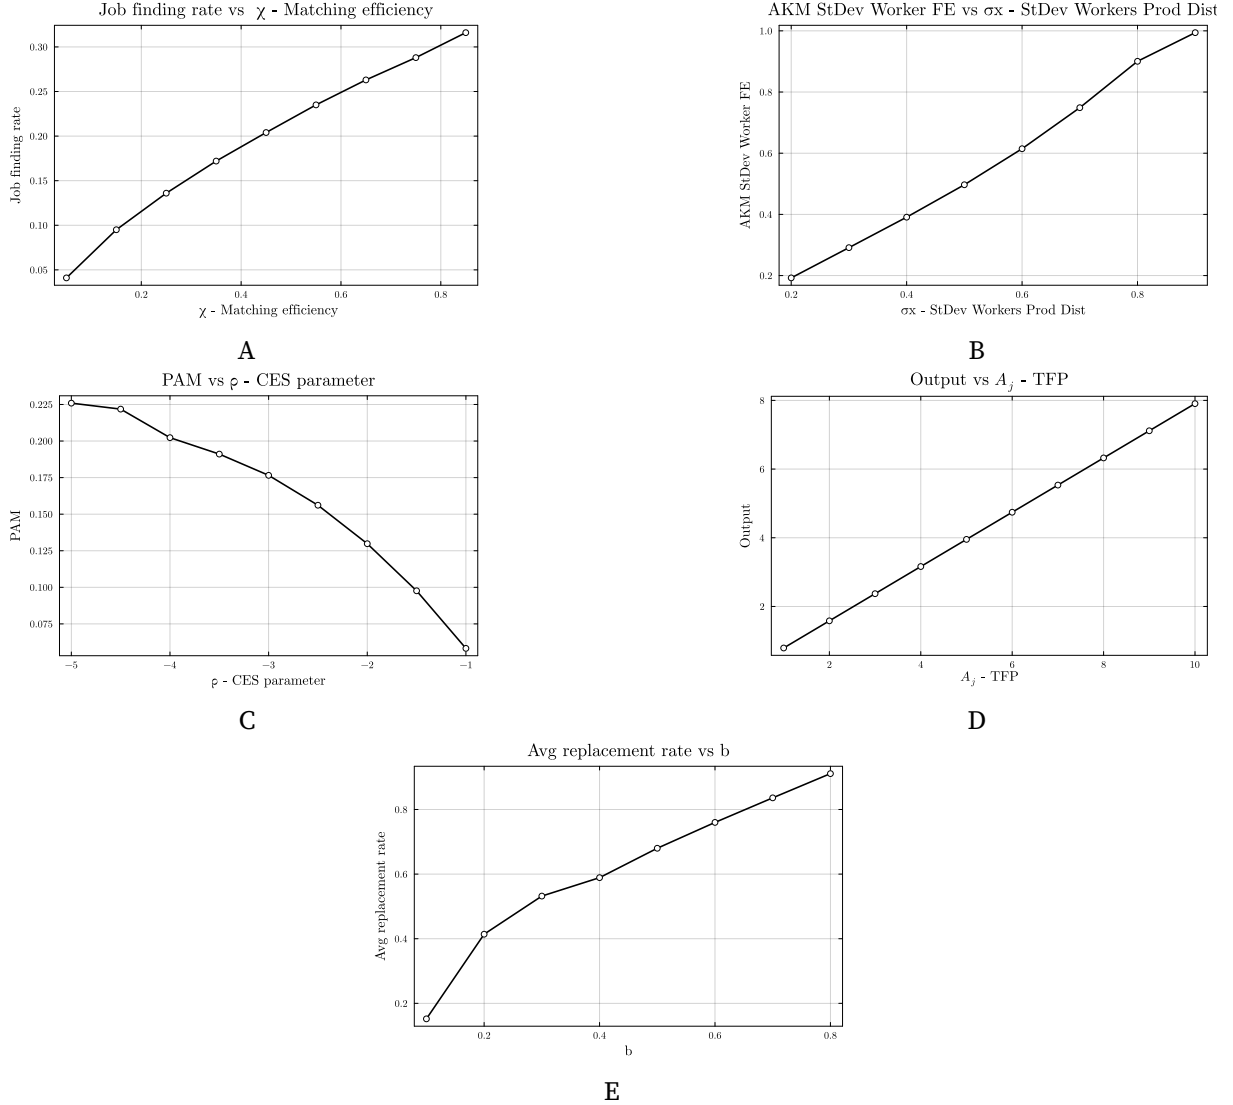 Job finding rate vs χ - Matching efficiency
Job finding rate
0.30
0.25
0.20
0.15
0.10
0.05
0.2 0.4 0.6 0.8
χ - Matching efficiency
A
AKM StDev Worker FE vs σx - StDev Workers Prod Dist
AKM StDev Worker FE
1.0
0.8
0.6
0.4
0.2
0.2 0.4 0.6 0.8
σx - StDev Workers Prod Dist
B
PAM vs ρ - CES parameter
PAM
0.225
0.200
0.175
0.150
0.125
0.100
0.075
−5 −4 −3 −2 −1
ρ - CES parameter
C
Output vs A_j - TFP
Output
8
6
4
2
2 4 6 8 10
A_j - TFP
D
Avg replacement rate vs b
Avg replacement rate
0.8
0.6
0.4
0.2
0.2 0.4 0.6 0.8
b
E